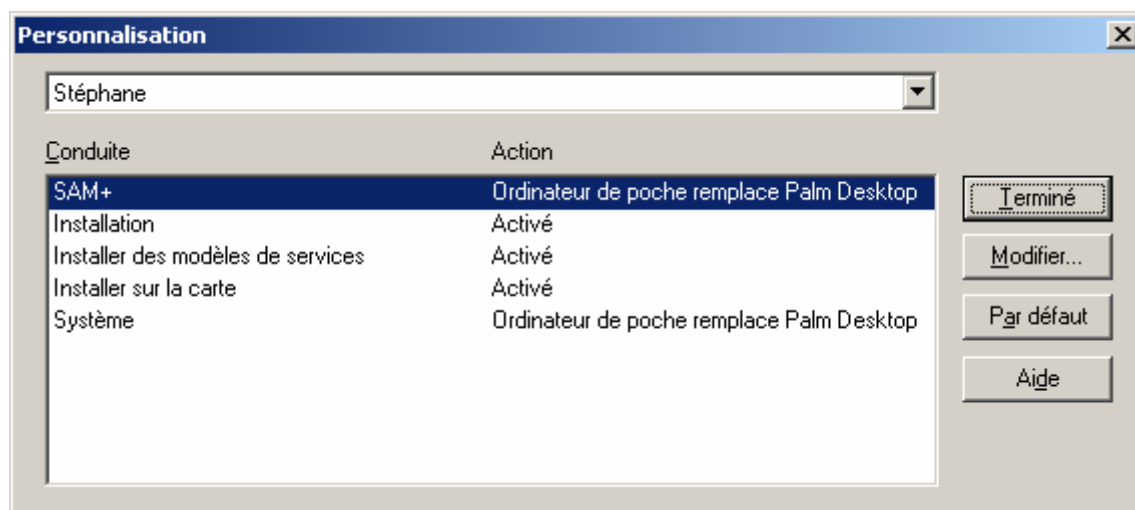 Personnalisation
Stéphane
Conduite Action
SAM+ Ordinateur de poche remplace Palm Desktop
Installation Activé
Installer des modèles de services Activé
Installer sur la carte Activé
Système Ordinateur de poche remplace Palm Desktop
Terminé
Modifier...
Par défaut
Aide